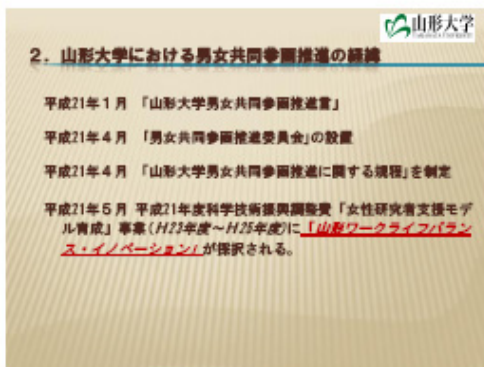 山形大学
2．山形大学における男女共同参画推進の経緯
平成21年1月 「山形大学男女共同参画推進宣言」
平成21年4月 「男女共同参画推進委員会」の設置
平成21年4月 「山形大学男女共同参画推進に関する規程」を制定
平成21年5月 平成21年度科学技術振興調整費「女性研究者支援モデ
ル育成」事業(H23年度～H25年度)に「山形ワークライフバラン
ス・イノベーション」が採択される。